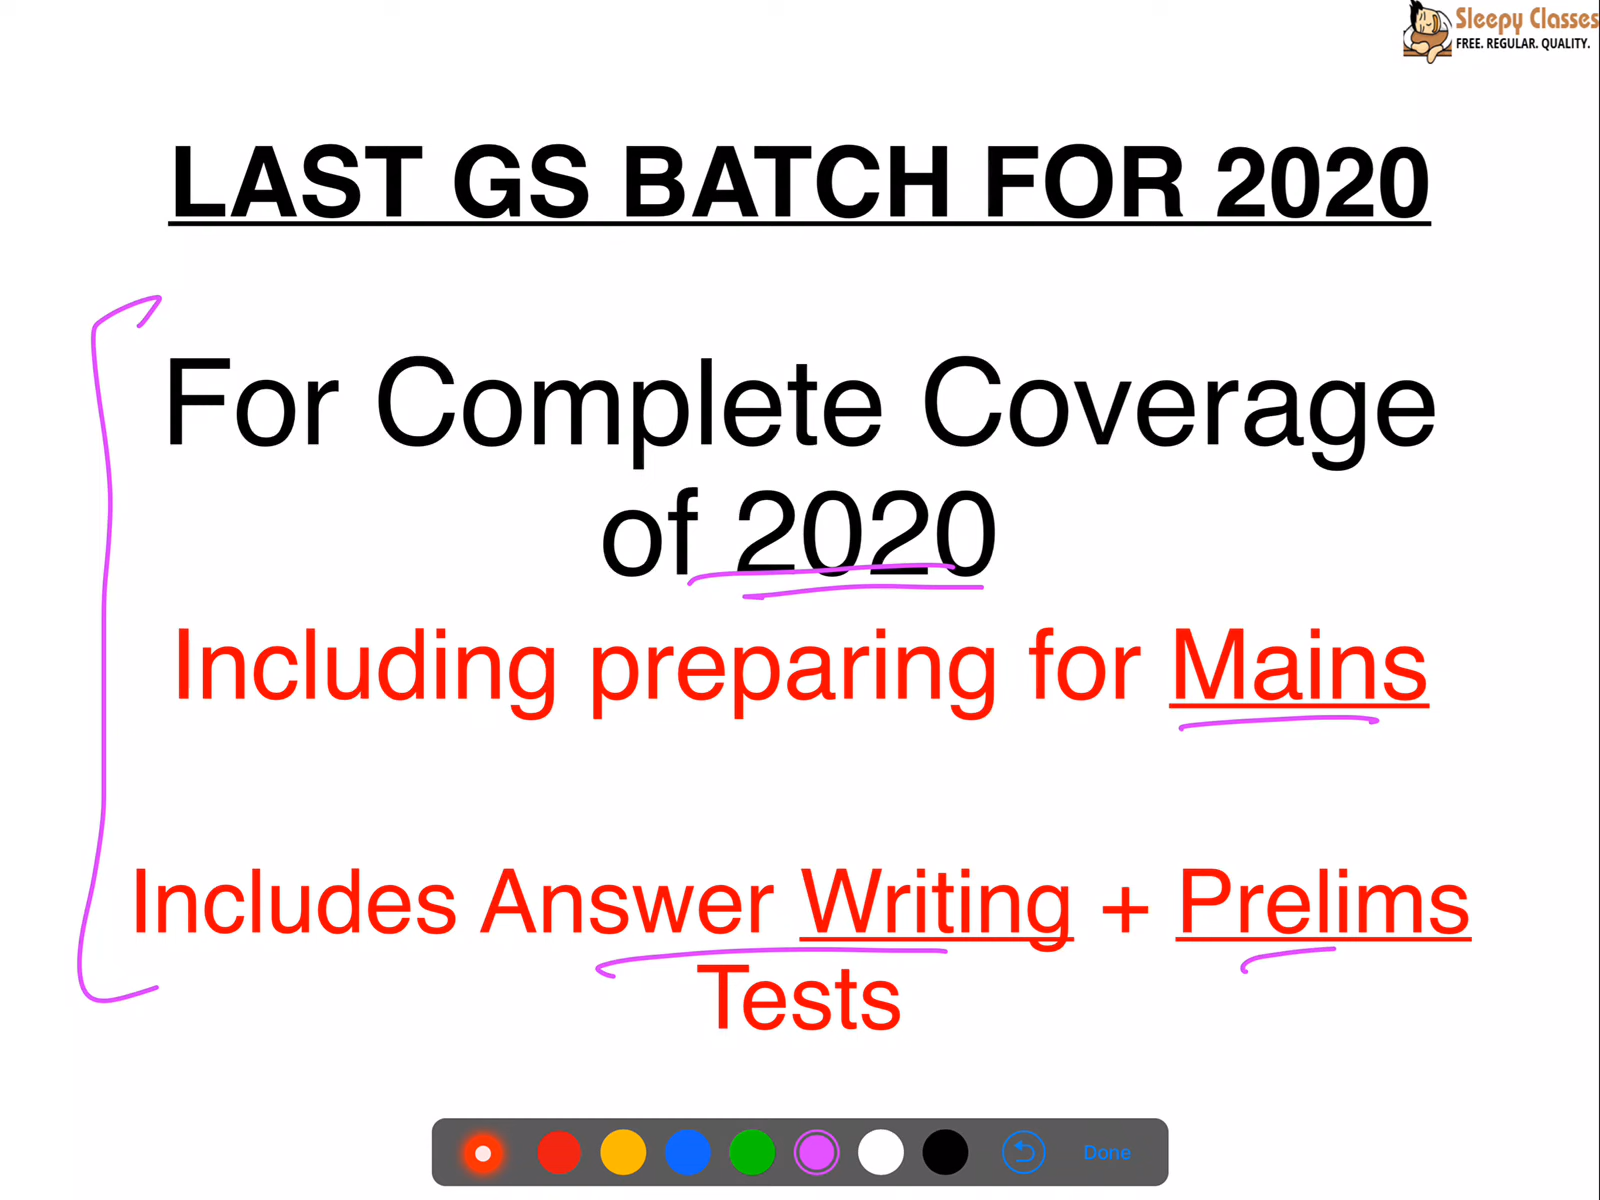 Sleepy Classes
FREE. REGULAR. QUALITY.
LAST GS BATCH FOR 2020
For Complete Coverage
of 2020
Including preparing for Mains
Includes Answer Writing + Prelims
Tests
Done